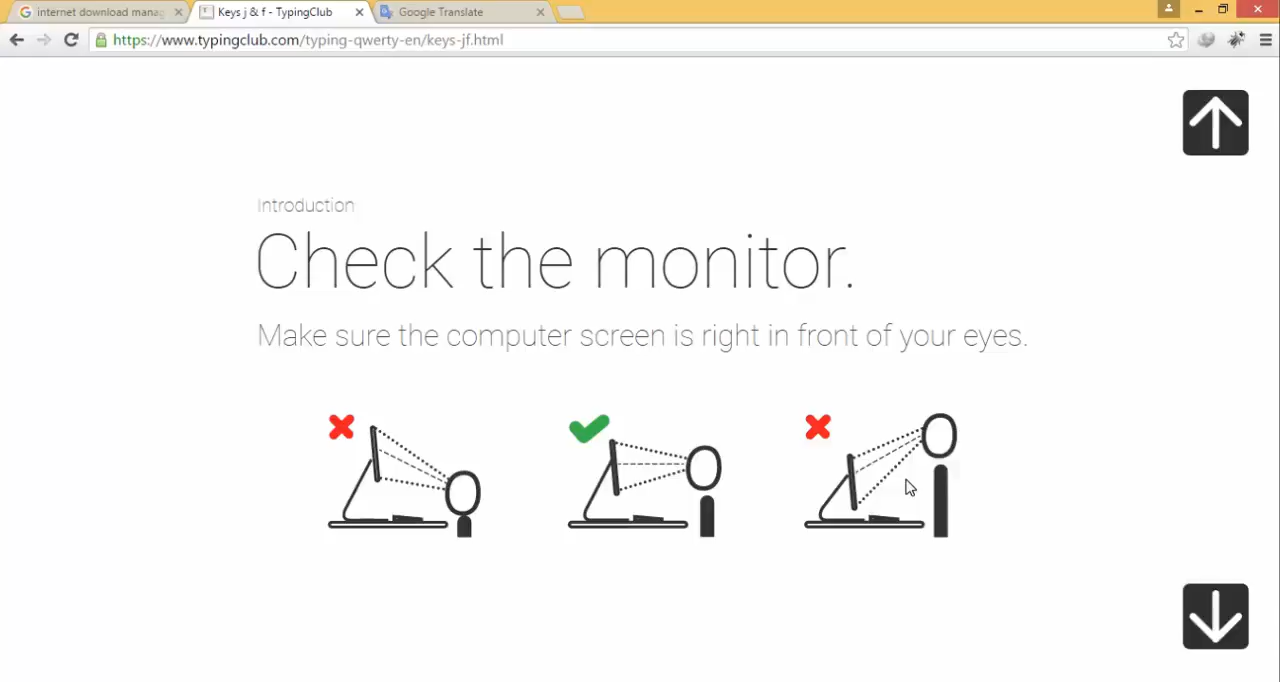 internet download mana
Keys j & f - TypingClub
Google Translate
https://www.typingclub.com/typing-qwerty-en/keys-jf.html
Introduction
Check the monitor.
Make sure the computer screen is right in front of your eyes.